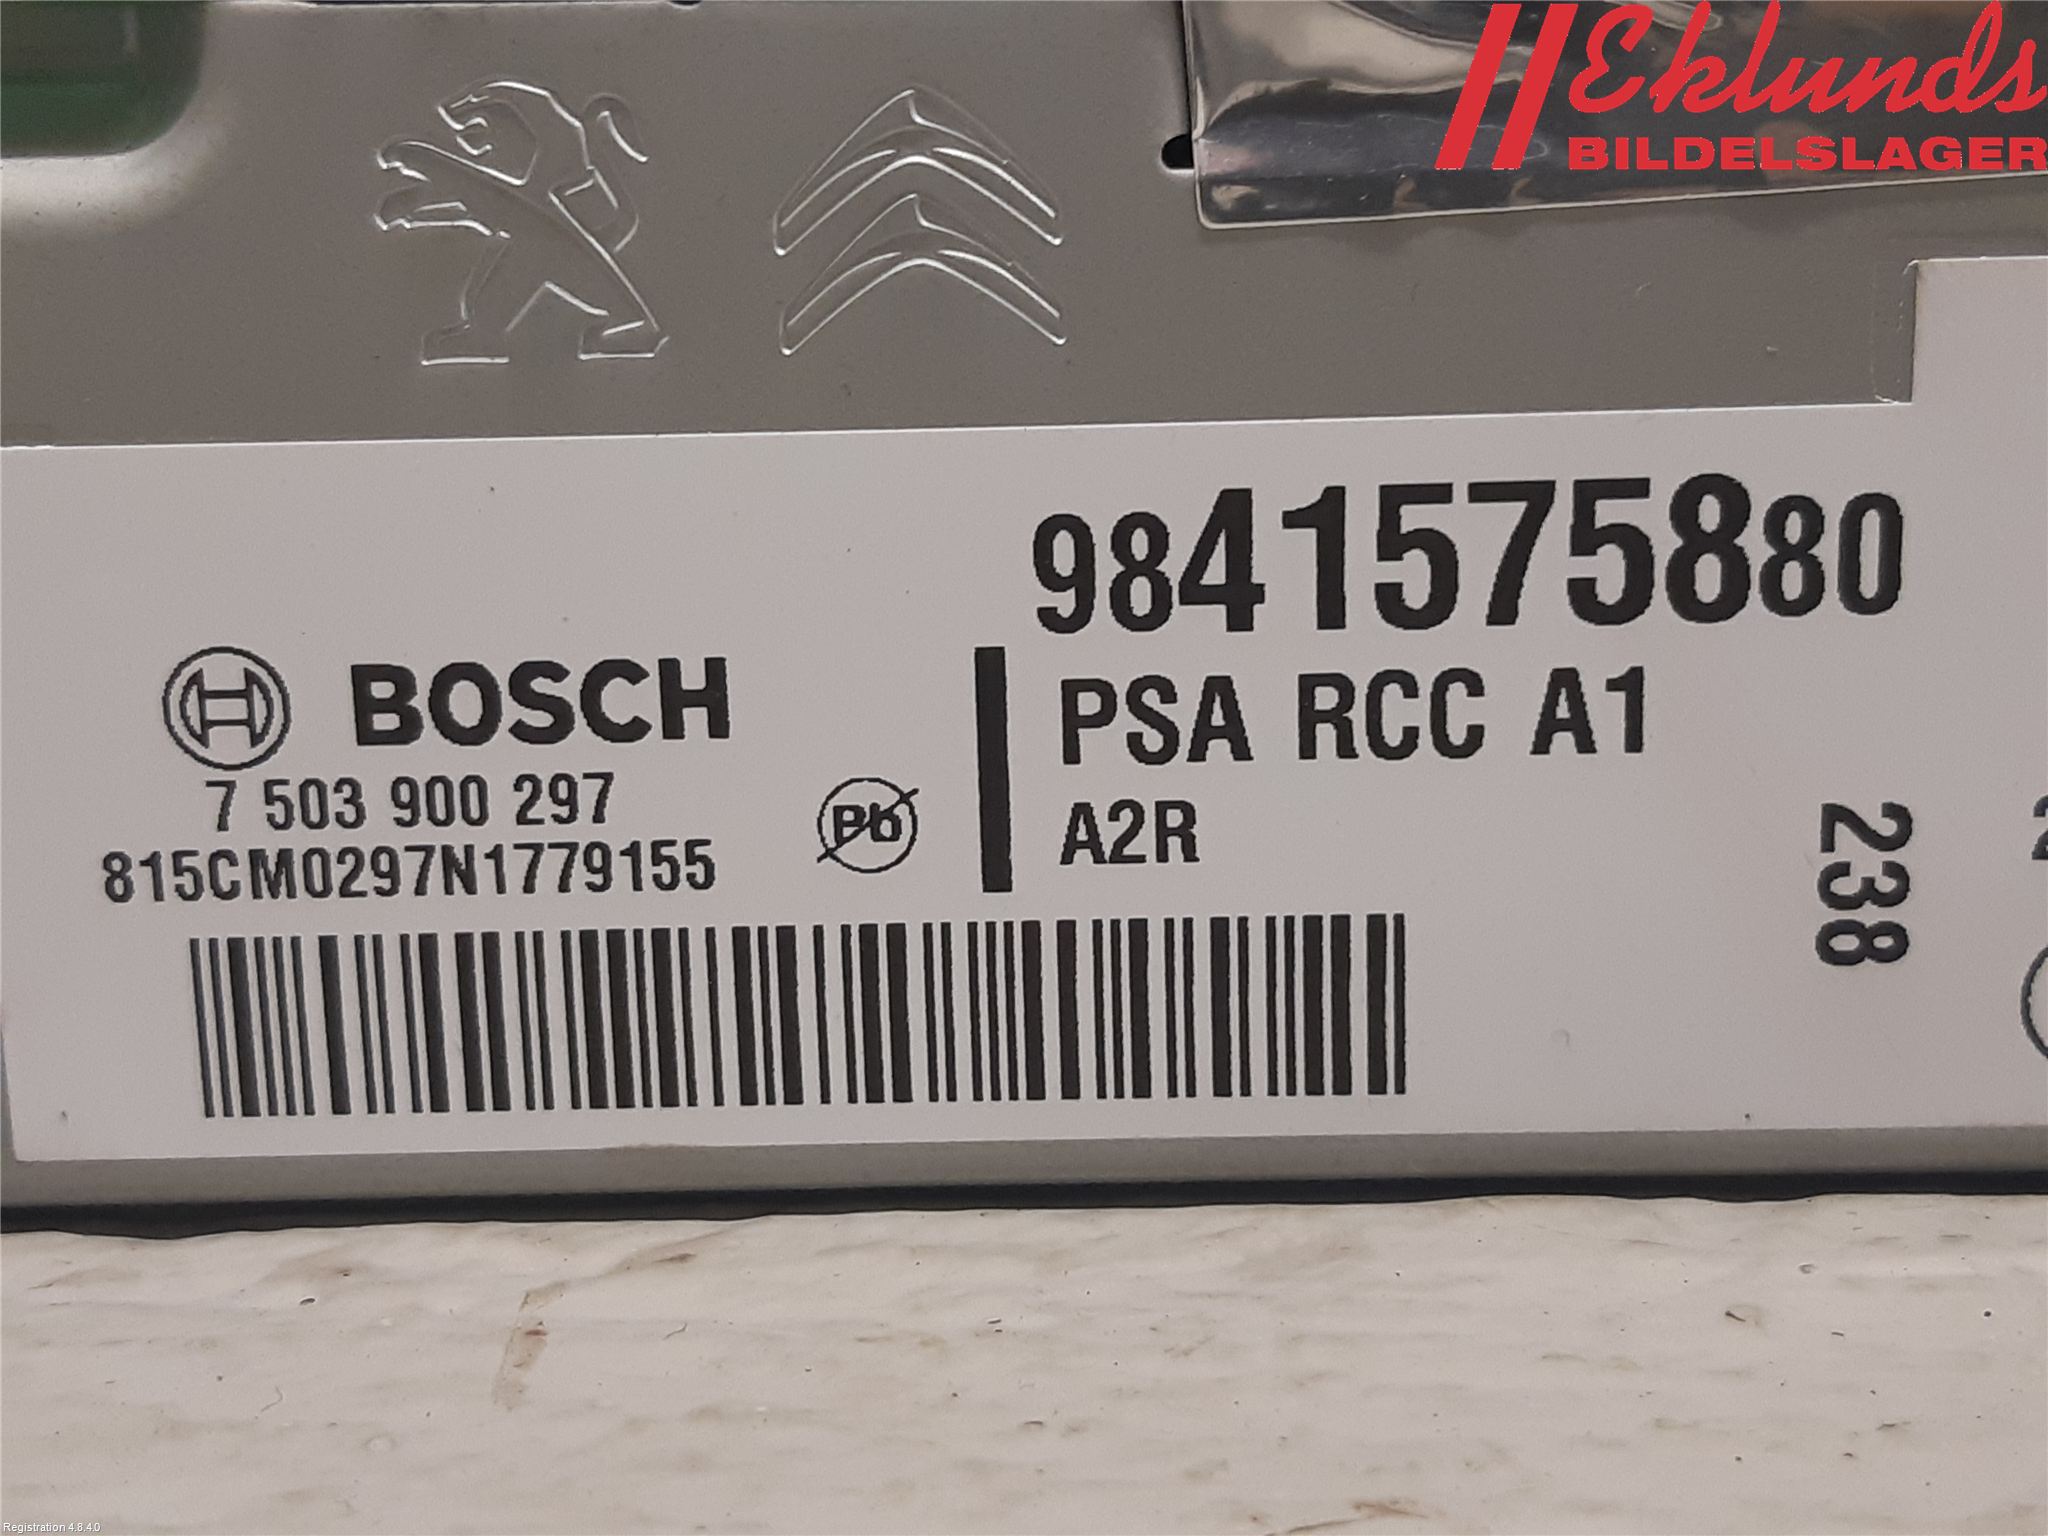 Eklunds
BILDELSLAGER
9841575880
BOSCH
PSA RCC A1
7 503 900 297
Pb
A2R
815CM0297N1779155
238
Registration 4.8.4.0